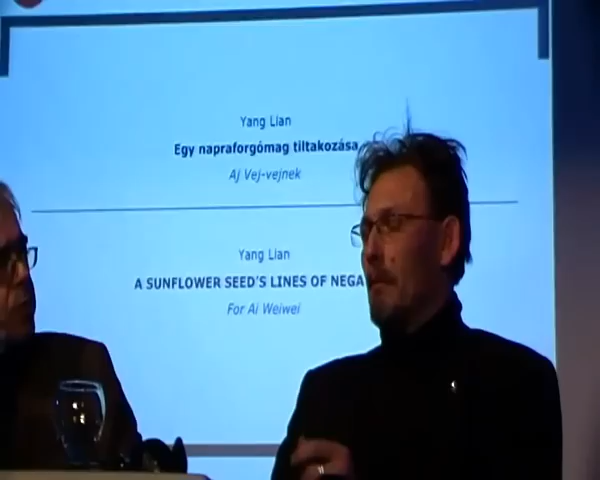 Yang Lian
Egy napraforgómag tiltakozása
Aj Vej-vejnek
Yang Lian
A SUNFLOWER SEED'S LINES OF NEGA
For Ai Weiwei